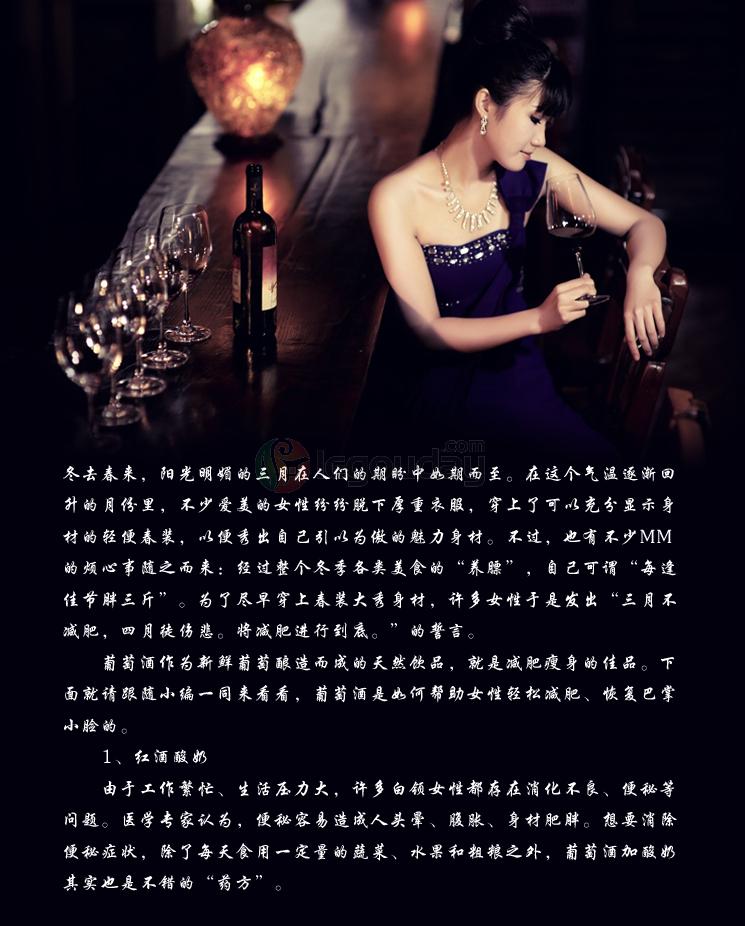 冬去春来，阳光明媚的三月在人们的期盼中如期而至。在这个气温逐渐回
升的月份里，不少爱美的女性纷纷脱下厚重衣服，穿上了可以充分显示身
材的轻便春装，以便秀出自己引以为傲的魅力身材。不过，也有不少MM
的烦心事随之而来：经过整个冬季各类美食的“养膘”，自己可谓“每逢
佳节胖三斤”。为了尽早穿上春装大秀身材，许多女性于是发出“三月不
减肥，四月徒伤悲。将减肥进行到底。”的誓言。
葡萄酒作为新鲜葡萄酿造而成的天然饮品，就是减肥瘦身的佳品。下
面就请跟随小编一同来看看，葡萄酒是如何帮助女性轻松减肥、恢复巴掌
小脸的。
1、红酒酸奶
由于工作繁忙、生活压力大，许多白领女性都存在消化不良、便秘等
问题。医学专家认为，便秘容易造成人头晕、腹胀、身材肥胖。想要消除
便秘症状，除了每天食用一定量的蔬菜、水果和粗粮之外，葡萄酒加酸奶
其实也是不错的“药方”。